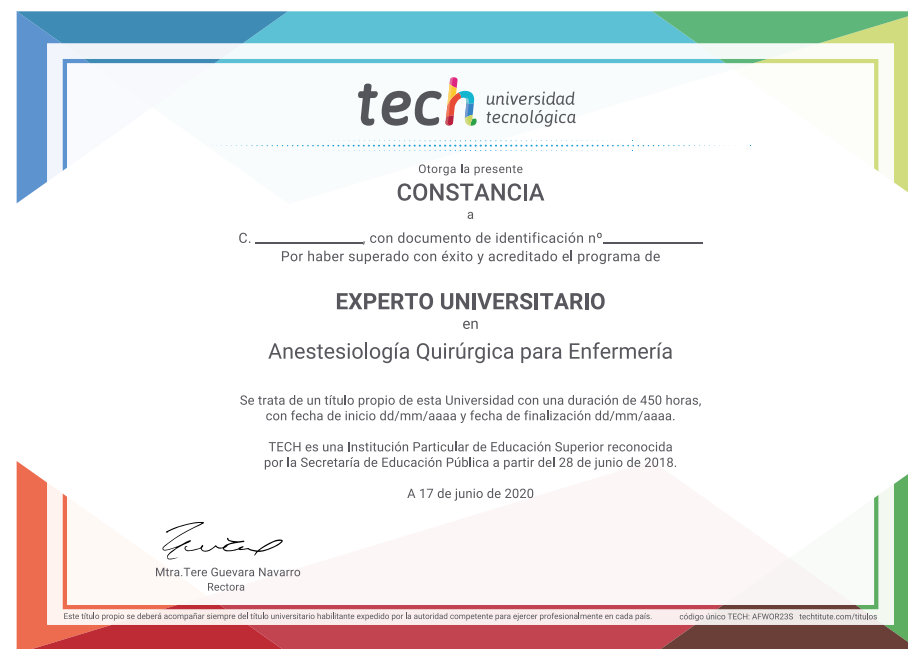 tech universidad
tecnológica
Otorga la presente
CONSTANCIA
a
C. ____________, con documento de identificación nº____________
Por haber superado con éxito y acreditado el programa de
EXPERTO UNIVERSITARIO
en
Anestesiología Quirúrgica para Enfermería
Se trata de un título propio de esta Universidad con una duración de 450 horas,
con fecha de inicio dd/mm/aaaa y fecha de finalización dd/mm/aaaa.
TECH es una Institución Particular de Educación Superior reconocida
por la Secretaría de Educación Pública a partir del 28 de junio de 2018.
A 17 de junio de 2020
Mtra.Tere Guevara Navarro
Rectora
Este título propio se deberá acompañar siempre del título universitario habilitante expedido por la autoridad competente para ejercer profesionalmente en cada país. código único TECH: AFWOR23S techtitute.com/titulos